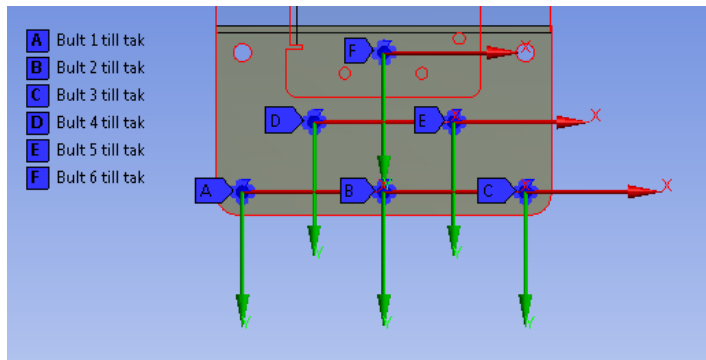 A Bult 1 till tak
B Bult 2 till tak
C Bult 3 till tak
D Bult 4 till tak
E Bult 5 till tak
F Bult 6 till tak
F X
D E X
A B C X
Y Y
Y Y Y